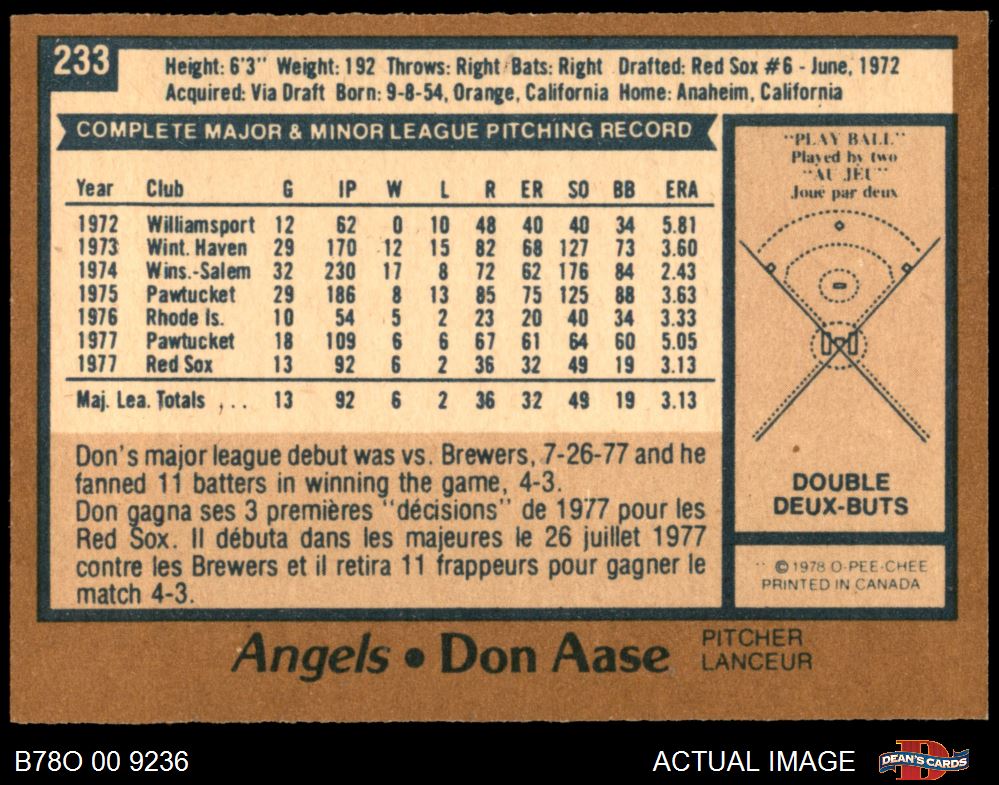 233
Height: 6'3" Weight: 192 Throws: Right Bats: Right Drafted: Red Sox #6 - June, 1972
Acquired: Via Draft Born: 9-8-54, Orange, California Home: Anaheim, California
COMPLETE MAJOR & MINOR LEAGUE PITCHING RECORD
Year Club G IP W L R ER SO BB ERA
1972 Williamsport 12 62 0 10 48 40 40 34 5.81
1973 Wint. Haven 29 170 12 15 82 68 127 73 3.60
1974 Wins.-Salem 32 230 17 8 72 62 176 84 2.43
1975 Pawtucket 29 186 8 13 85 75 125 88 3.63
1976 Rhode Is. 10 54 5 2 23 20 40 34 3.33
1977 Pawtucket 18 109 6 6 67 61 64 60 5.05
1977 Red Sox 13 92 6 2 36 32 49 19 3.13
Maj. Lea. Totals ... 13 92 6 2 36 32 49 19 3.13
Don's major league debut was vs. Brewers, 7-26-77 and he
fanned 11 batters in winning the game, 4-3.
Don gagna ses 3 premières "décisions" de 1977 pour les
Red Sox. Il débuta dans les majeures le 26 juillet 1977
contre les Brewers et il retira 11 frappeurs pour gagner le
match 4-3.
"PLAY BALL"
Played by two
"AU JEU"
Joué par deux
DOUBLE
DEUX-BUTS
© 1978 O-PEE-CHEE
PRINTED IN CANADA
Angels • Don Aase
PITCHER
LANCEUR
B78O 00 9236
ACTUAL IMAGE
D
DEAN'S CARDS